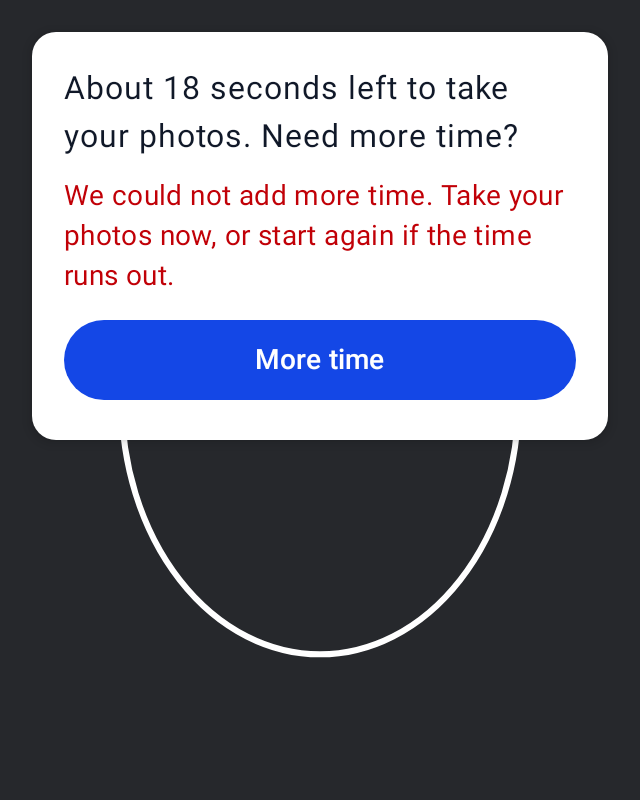 About 18 seconds left to take
your photos. Need more time?
We could not add more time. Take your
photos now, or start again if the time
runs out.
More time